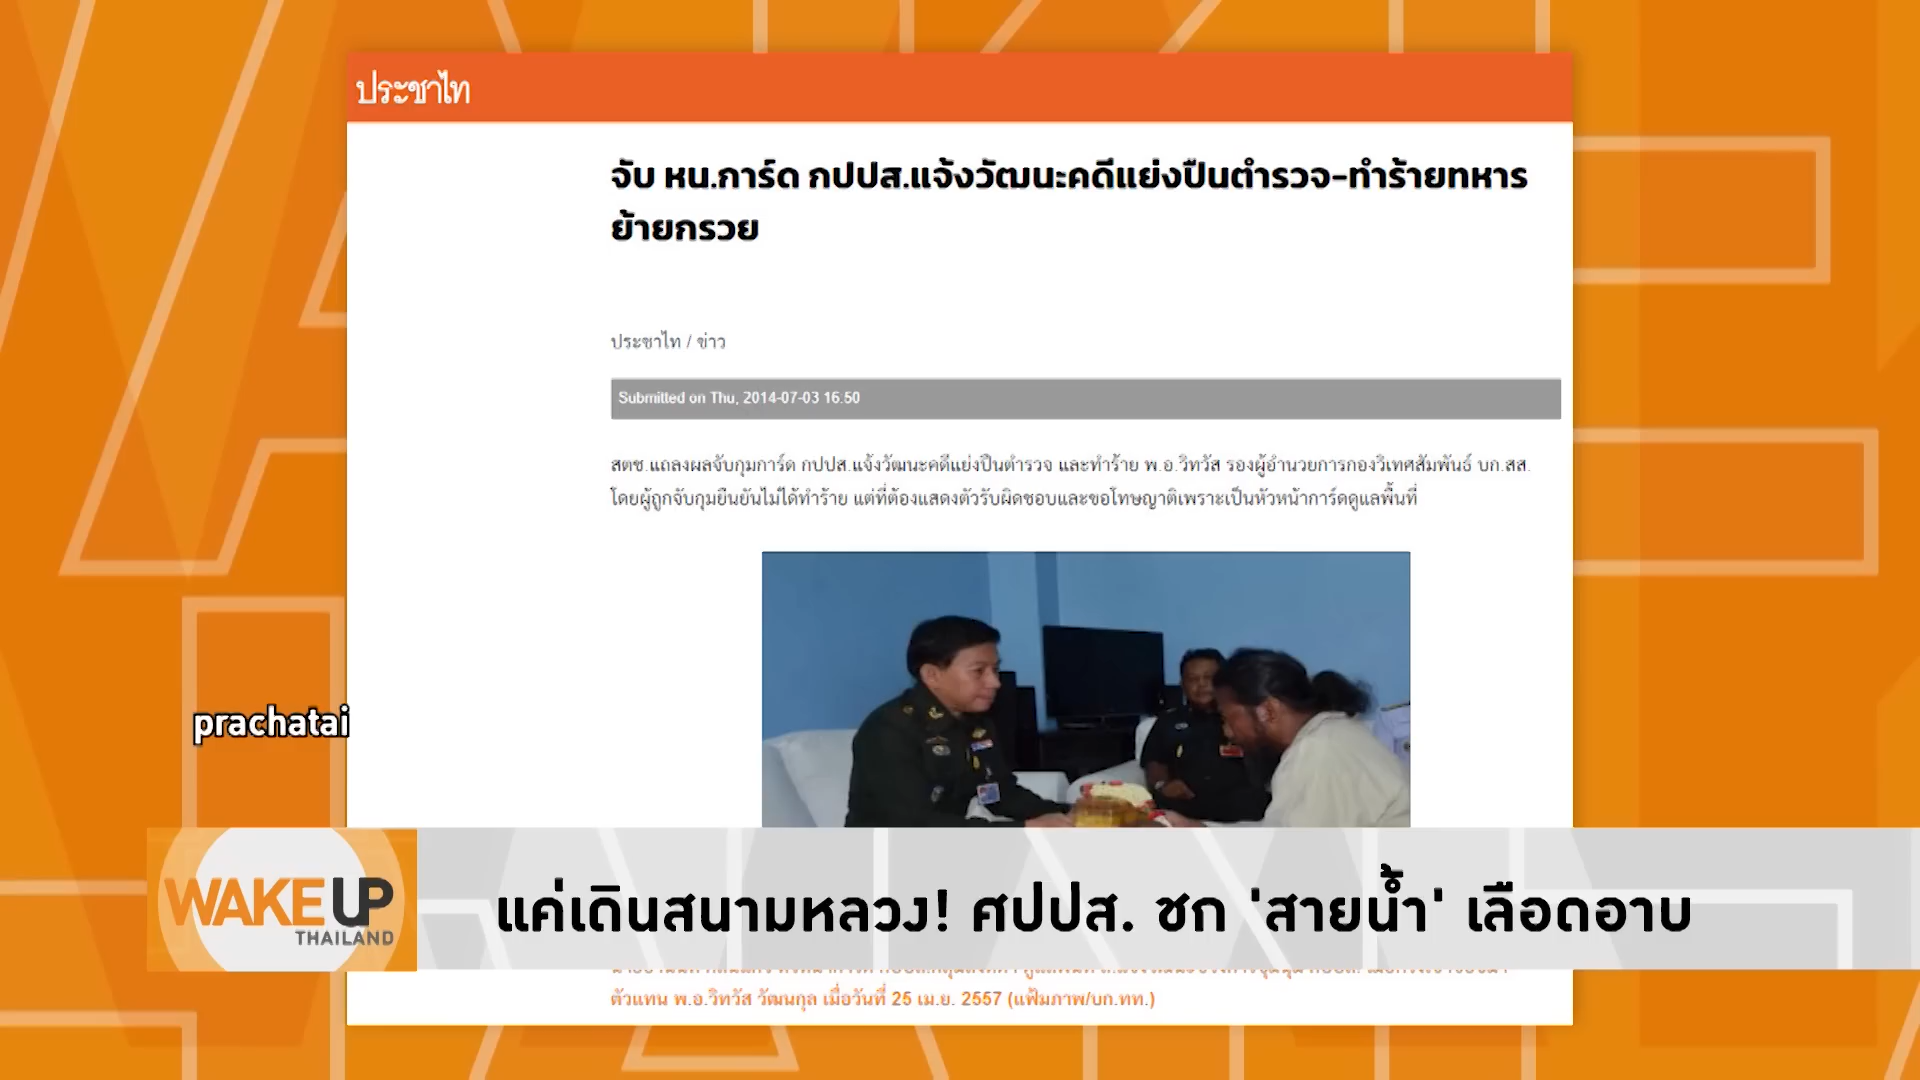 ประชาไท
จับ หน.การ์ด กปปส.แจ้งวัฒนะคดีแย่งปืนตำรวจ-ทำร้ายทหาร
ย้ายกรวย
ประชาไท / ข่าว
Submitted on Thu, 2014-07-03 16:50
สตช.แถลงผลจับกุมการ์ด กปปส.แจ้งวัฒนะคดีแย่งปืนตำรวจ และทำร้าย พ.อ.วิทวัส รองผู้อำนวยการกองวิเทศสัมพันธ์ บก.สส.
โดยผู้ถูกจับกุมยืนยันไม่ได้ทำร้าย แต่ที่ต้องแสดงตัวรับผิดชอบและขอโทษญาติเพราะเป็นหัวหน้าการ์ดดูแลพื้นที่
prachatai
WAKE UP
THAILAND
แค่เดินสนามหลวง! ศปปส. ชก 'สายน้ำ' เลือดอาบ
ตัวแทน พ.อ.วิทวัส วัฒนกุล เมื่อวันที่ 25 เม.ย. 2557 (แฟ้มภาพ/บก.ทท.)